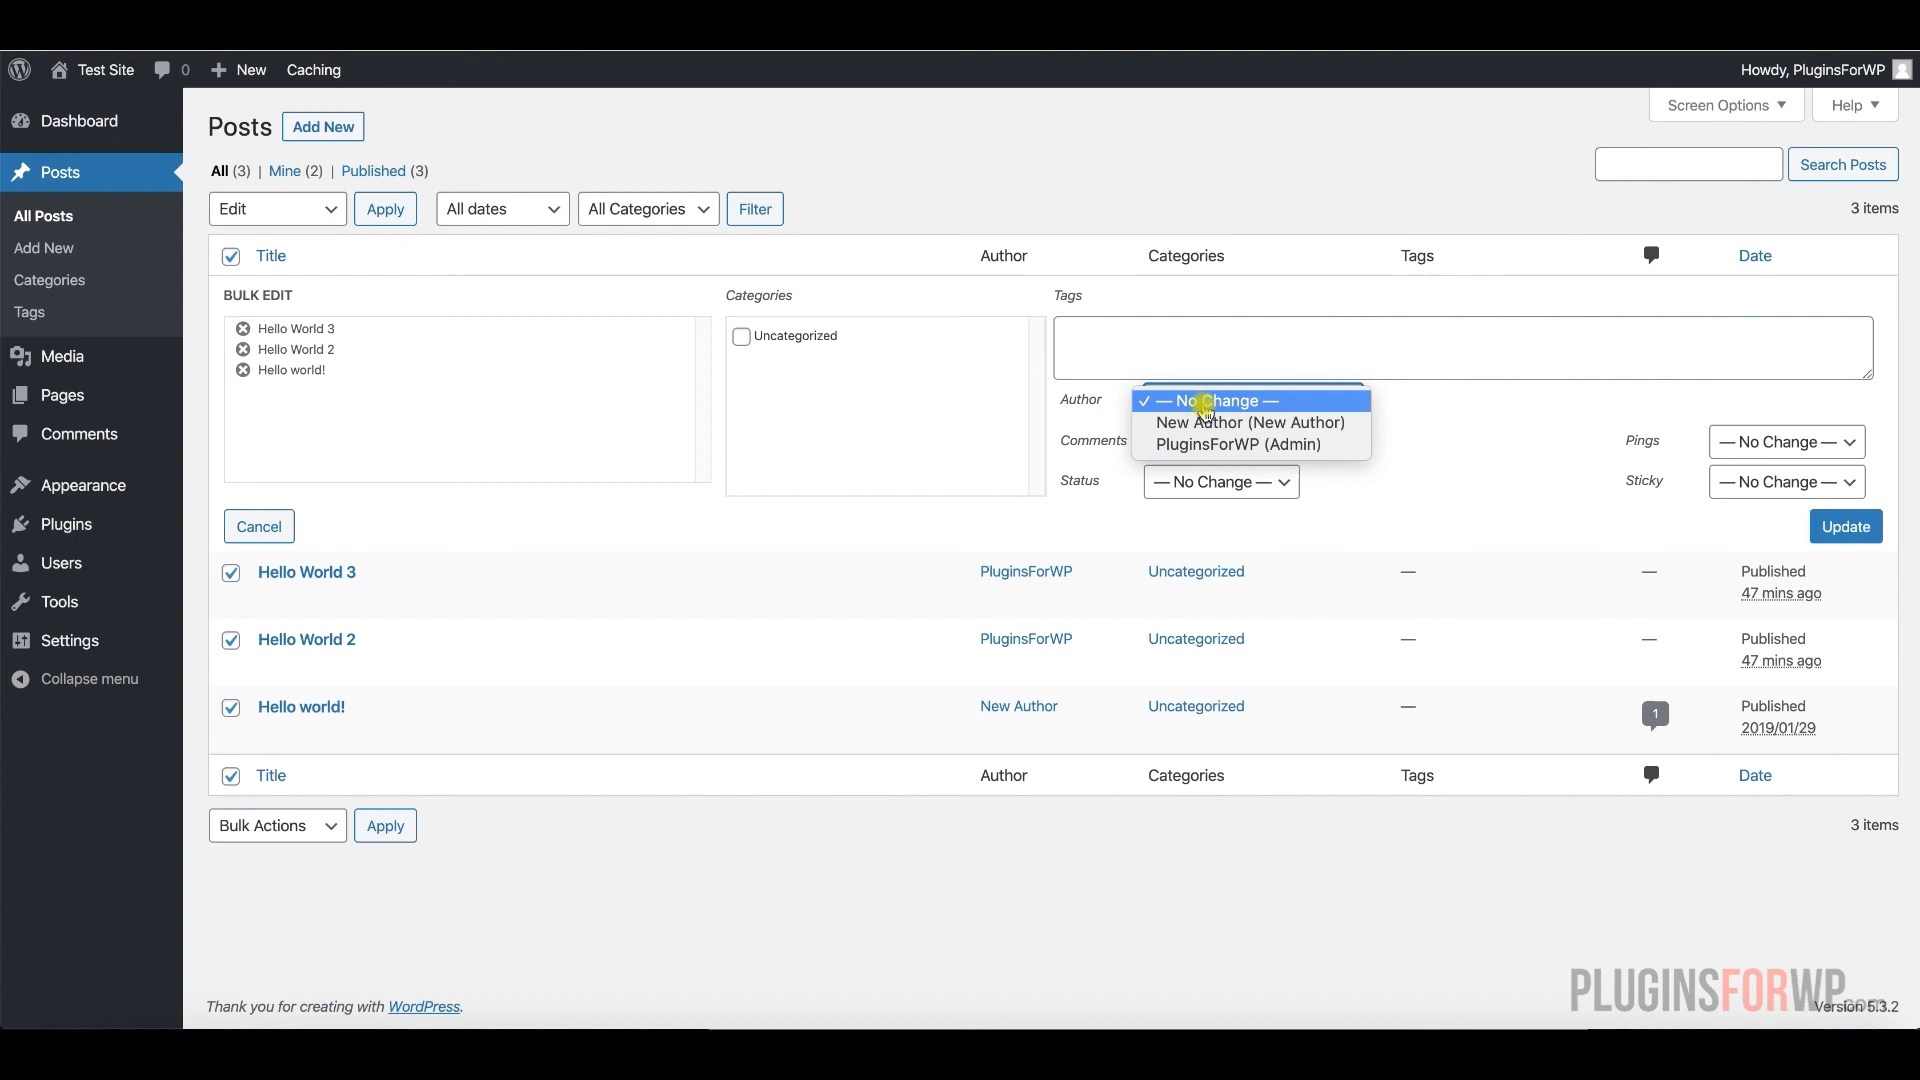 Test Site 0 New Caching Howdy, PluginsForWP
Dashboard
Posts
All Posts
Add New
Categories
Tags
Media
Pages
Comments
Appearance
Plugins
Users
Tools
Settings
Collapse menu
Screen Options Help
Posts Add New
All (3) | Mine (2) | Published (3)
Search Posts
Edit Apply All dates All Categories Filter 3 items
Title Author Categories Tags Date
BULK EDIT Categories Tags
Hello World 3
Hello World 2
Hello world!
Uncategorized
Author — No Change —
New Author (New Author)
PluginsForWP (Admin)
Comments Pings — No Change —
Status — No Change — Sticky — No Change —
Cancel Update
Hello World 3 PluginsForWP Uncategorized — — Published
47 mins ago
Hello World 2 PluginsForWP Uncategorized — — Published
47 mins ago
Hello world! New Author Uncategorized — 1 Published
2019/01/29
Title Author Categories Tags Date
Bulk Actions Apply 3 items
PLUGINSFORWP.com
Thank you for creating with WordPress. Version 5.3.2